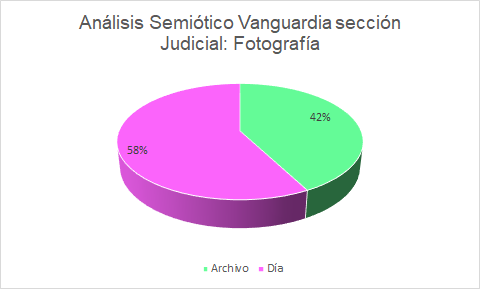 Análisis Semiótico Vanguardia sección
Judicial: Fotografía
42%
58%
Archivo Día